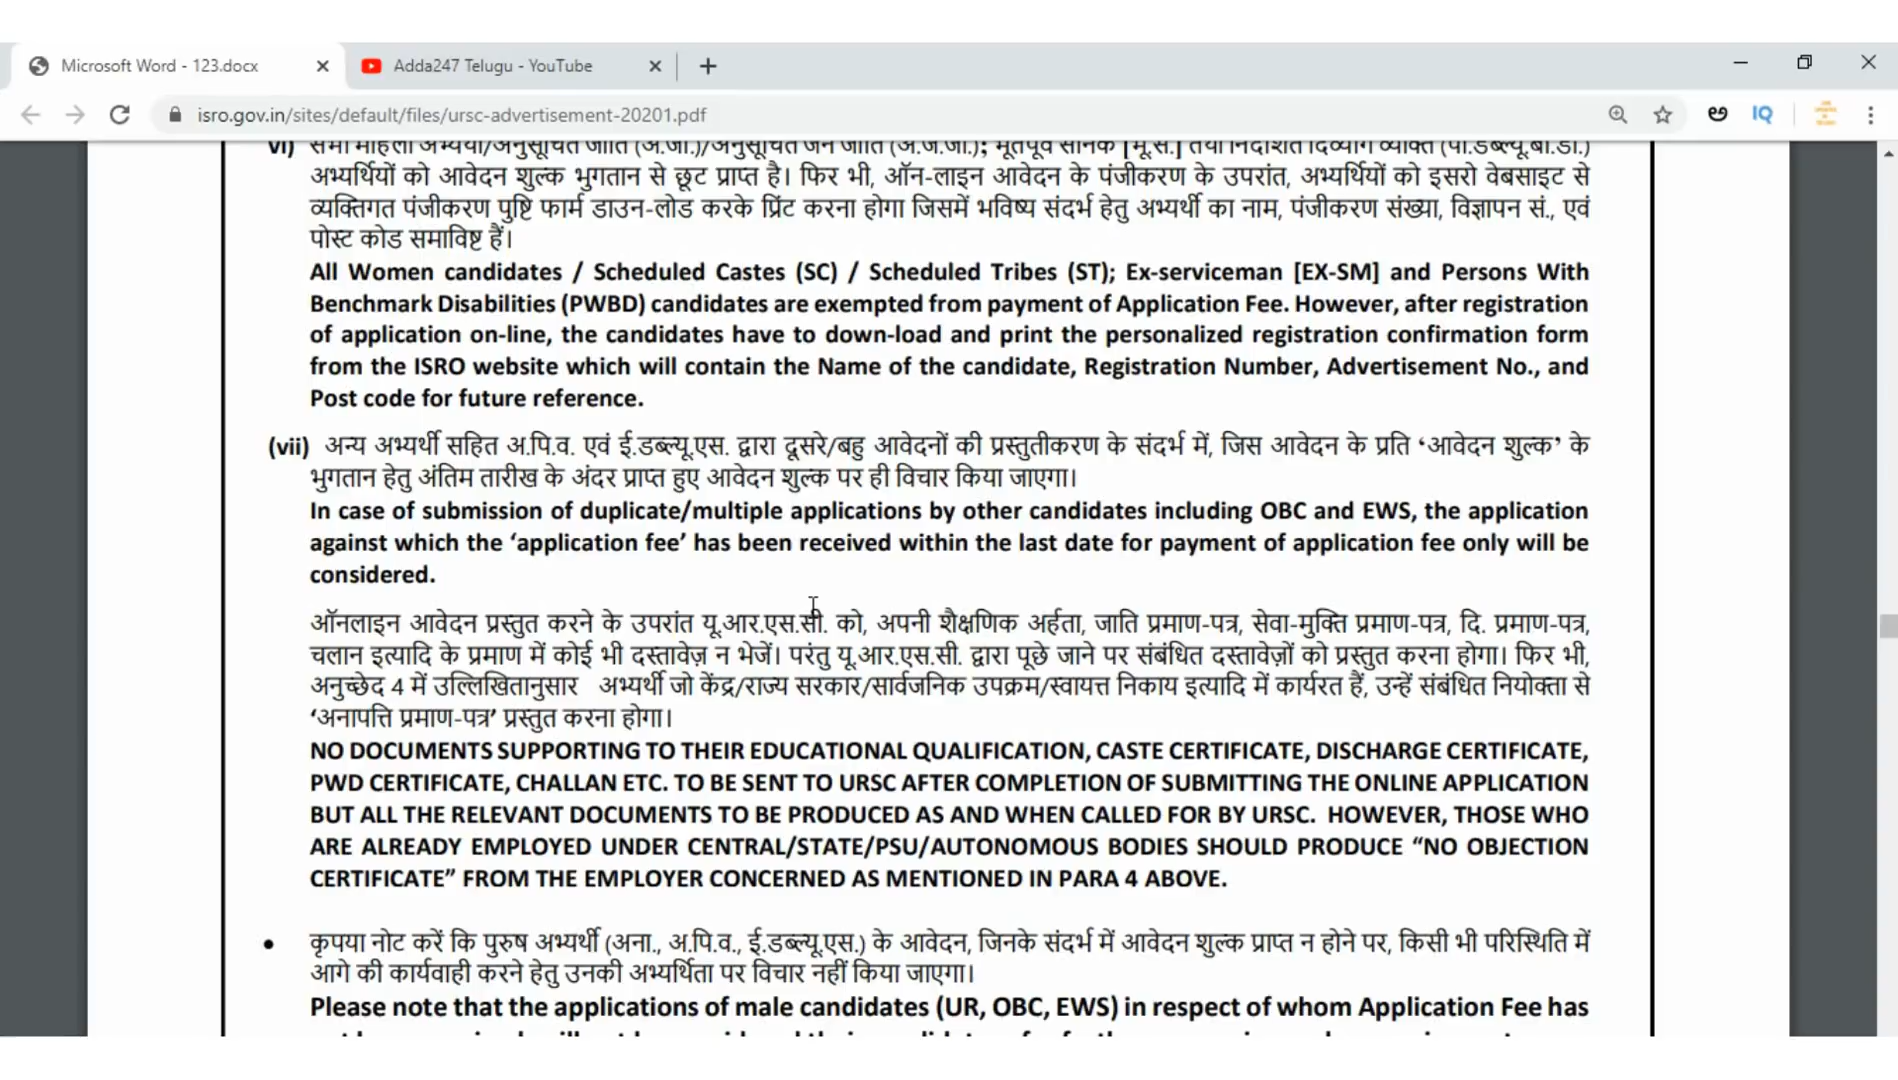 Microsoft Word - 123.docx
Adda247 Telugu - YouTube
isro.gov.in/sites/default/files/ursc-advertisement-20201.pdf
IQ
vi) सभी महिला अभ्यर्थी/अनुसूचित जाति (अ.जा.)/अनुसूचित जन जाति (अ.ज.जा.); भूतपूर्व सैनिक [भू.सै.] तथा निर्दिष्ट दिव्यांग व्यक्ति (पी.डब्ल्यू.बी.डी.)
अभ्यर्थियों को आवेदन शुल्क भुगतान से छूट प्राप्त है। फिर भी, ऑन-लाइन आवेदन के पंजीकरण के उपरांत, अभ्यर्थियों को इसरो वेबसाइट से
व्यक्तिगत पंजीकरण पुष्टि फार्म डाउन-लोड करके प्रिंट करना होगा जिसमें भविष्य संदर्भ हेतु अभ्यर्थी का नाम, पंजीकरण संख्या, विज्ञापन सं., एवं
पोस्ट कोड समाविष्ट हैं।
All Women candidates / Scheduled Castes (SC) / Scheduled Tribes (ST); Ex-serviceman [EX-SM] and Persons With
Benchmark Disabilities (PWBD) candidates are exempted from payment of Application Fee. However, after registration
of application on-line, the candidates have to down-load and print the personalized registration confirmation form
from the ISRO website which will contain the Name of the candidate, Registration Number, Advertisement No., and
Post code for future reference.
(vii) अन्य अभ्यर्थी सहित अ.पि.व. एवं ई.डब्ल्यू.एस. द्वारा दूसरे/बहु आवेदनों की प्रस्तुतीकरण के संदर्भ में, जिस आवेदन के प्रति ‘आवेदन शुल्क’ के
भुगतान हेतु अंतिम तारीख के अंदर प्राप्त हुए आवेदन शुल्क पर ही विचार किया जाएगा।
In case of submission of duplicate/multiple applications by other candidates including OBC and EWS, the application
against which the ‘application fee’ has been received within the last date for payment of application fee only will be
considered.
ऑनलाइन आवेदन प्रस्तुत करने के उपरांत यू.आर.एस.सी. को, अपनी शैक्षणिक अर्हता, जाति प्रमाण-पत्र, सेवा-मुक्ति प्रमाण-पत्र, दि. प्रमाण-पत्र,
चलान इत्यादि के प्रमाण में कोई भी दस्तावेज़ न भेजें। परंतु यू.आर.एस.सी. द्वारा पूछे जाने पर संबंधित दस्तावेज़ों को प्रस्तुत करना होगा। फिर भी,
अनुच्छेद 4 में उल्लिखितानुसार अभ्यर्थी जो केंद्र/राज्य सरकार/सार्वजनिक उपक्रम/स्वायत्त निकाय इत्यादि में कार्यरत हैं, उन्हें संबंधित नियोक्ता से
‘अनापत्ति प्रमाण-पत्र’ प्रस्तुत करना होगा।
NO DOCUMENTS SUPPORTING TO THEIR EDUCATIONAL QUALIFICATION, CASTE CERTIFICATE, DISCHARGE CERTIFICATE,
PWD CERTIFICATE, CHALLAN ETC. TO BE SENT TO URSC AFTER COMPLETION OF SUBMITTING THE ONLINE APPLICATION
BUT ALL THE RELEVANT DOCUMENTS TO BE PRODUCED AS AND WHEN CALLED FOR BY URSC. HOWEVER, THOSE WHO
ARE ALREADY EMPLOYED UNDER CENTRAL/STATE/PSU/AUTONOMOUS BODIES SHOULD PRODUCE “NO OBJECTION
CERTIFICATE” FROM THE EMPLOYER CONCERNED AS MENTIONED IN PARA 4 ABOVE.
• कृपया नोट करें कि पुरुष अभ्यर्थी (अना., अ.पि.व., ई.डब्ल्यू.एस.) के आवेदन, जिनके संदर्भ में आवेदन शुल्क प्राप्त न होने पर, किसी भी परिस्थिति में
आगे की कार्यवाही करने हेतु उनकी अभ्यर्थिता पर विचार नहीं किया जाएगा।
Please note that the applications of male candidates (UR, OBC, EWS) in respect of whom Application Fee has